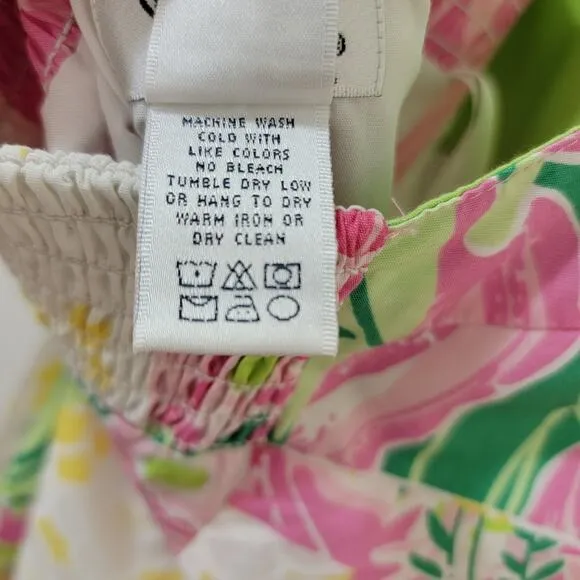 MACHINE WASH
COLD WITH
LIKE COLORS
NO BLEACH
TUMBLE DRY LOW
OR HANG TO DRY
WARM IRON OR
DRY CLEAN